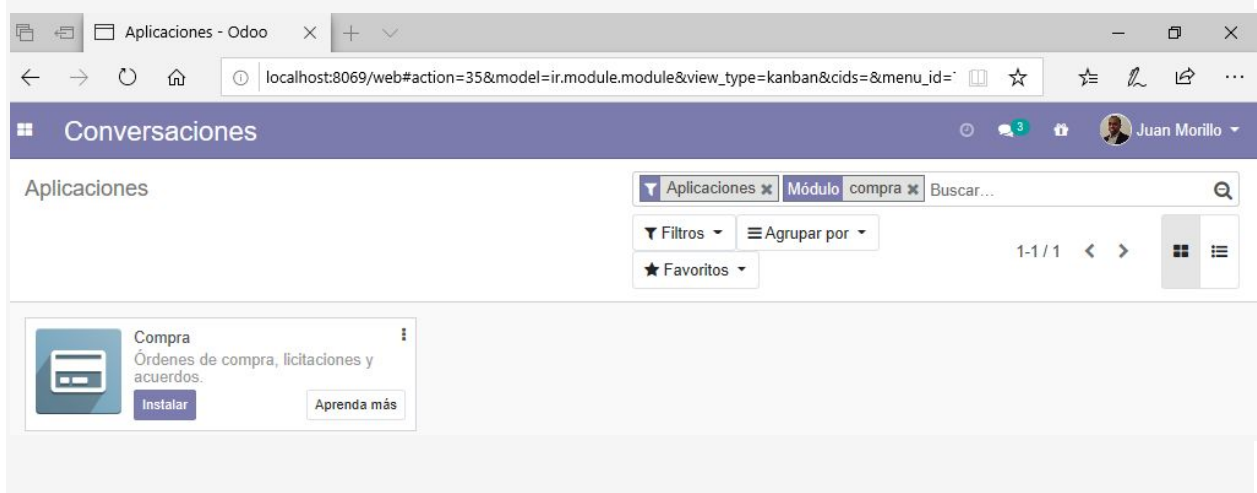 Aplicaciones - Odoo
localhost:8069/web#action=35&model=ir.module.module&view_type=kanban&cids=&menu_id=
Conversaciones
3
Juan Morillo
Aplicaciones
Aplicaciones
Módulo compra
Buscar...
Filtros
Agrupar por
1-1 / 1
Favoritos
Compra
Órdenes de compra, licitaciones y
acuerdos.
Instalar
Aprenda más